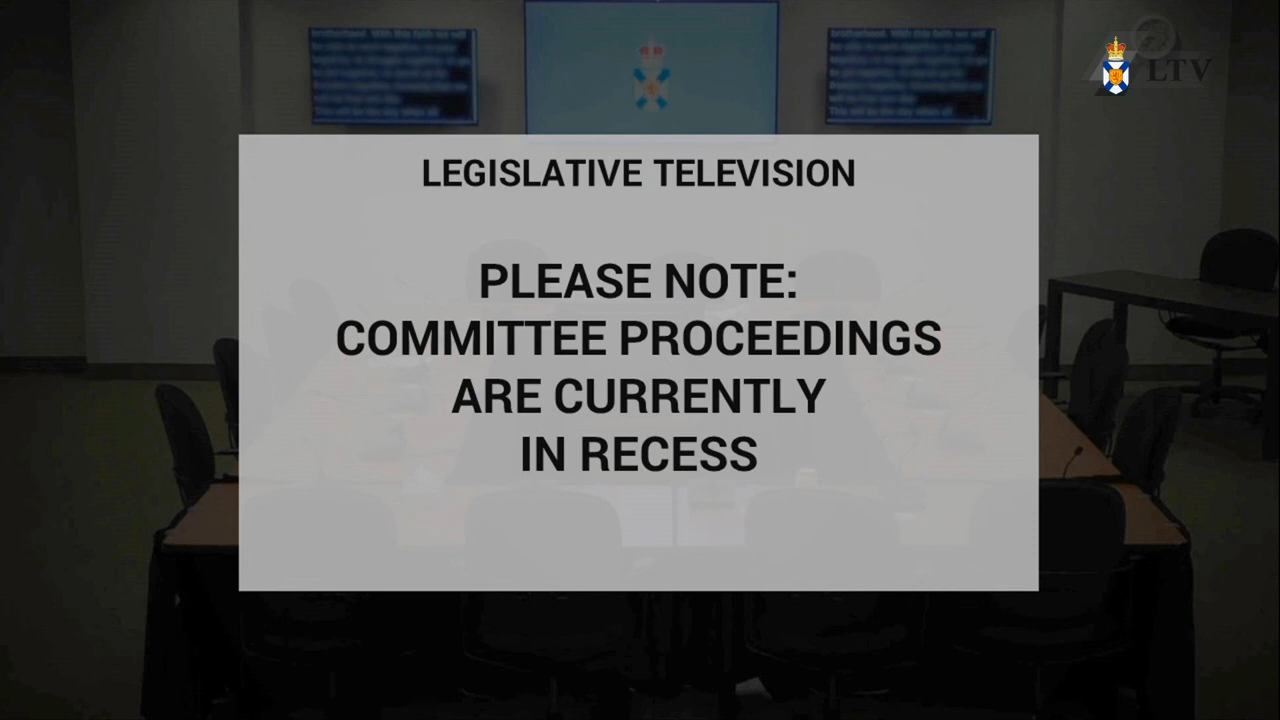 LTV
LEGISLATIVE TELEVISION
PLEASE NOTE:
COMMITTEE PROCEEDINGS
ARE CURRENTLY
IN RECESS